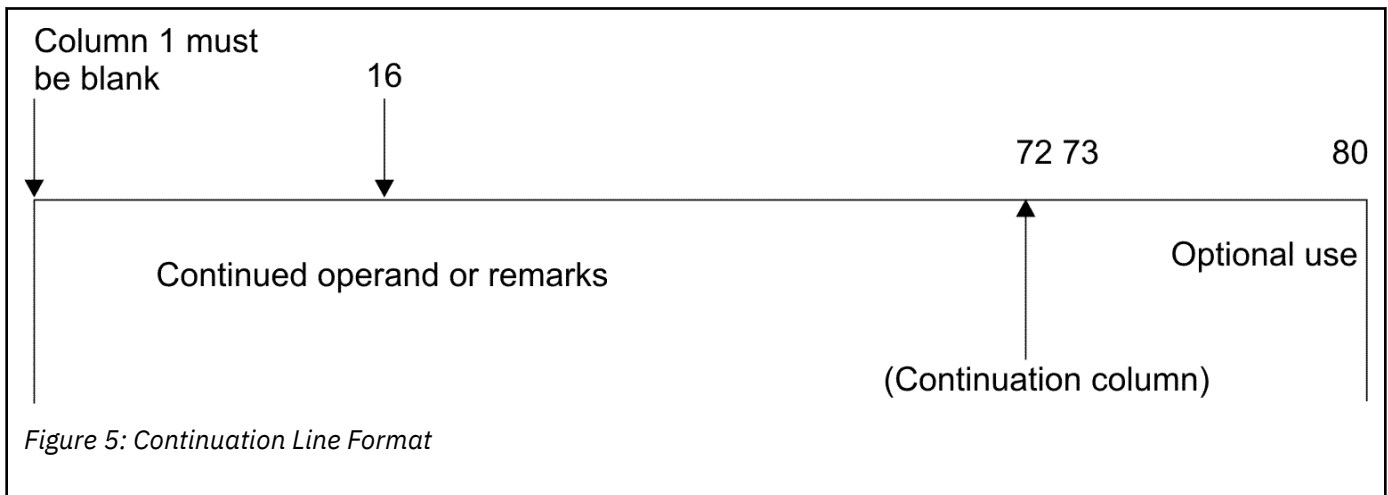 Column 1 must
be blank
16
72 73
80
Optional use
Continued operand or remarks
(Continuation column)
Figure 5: Continuation Line Format